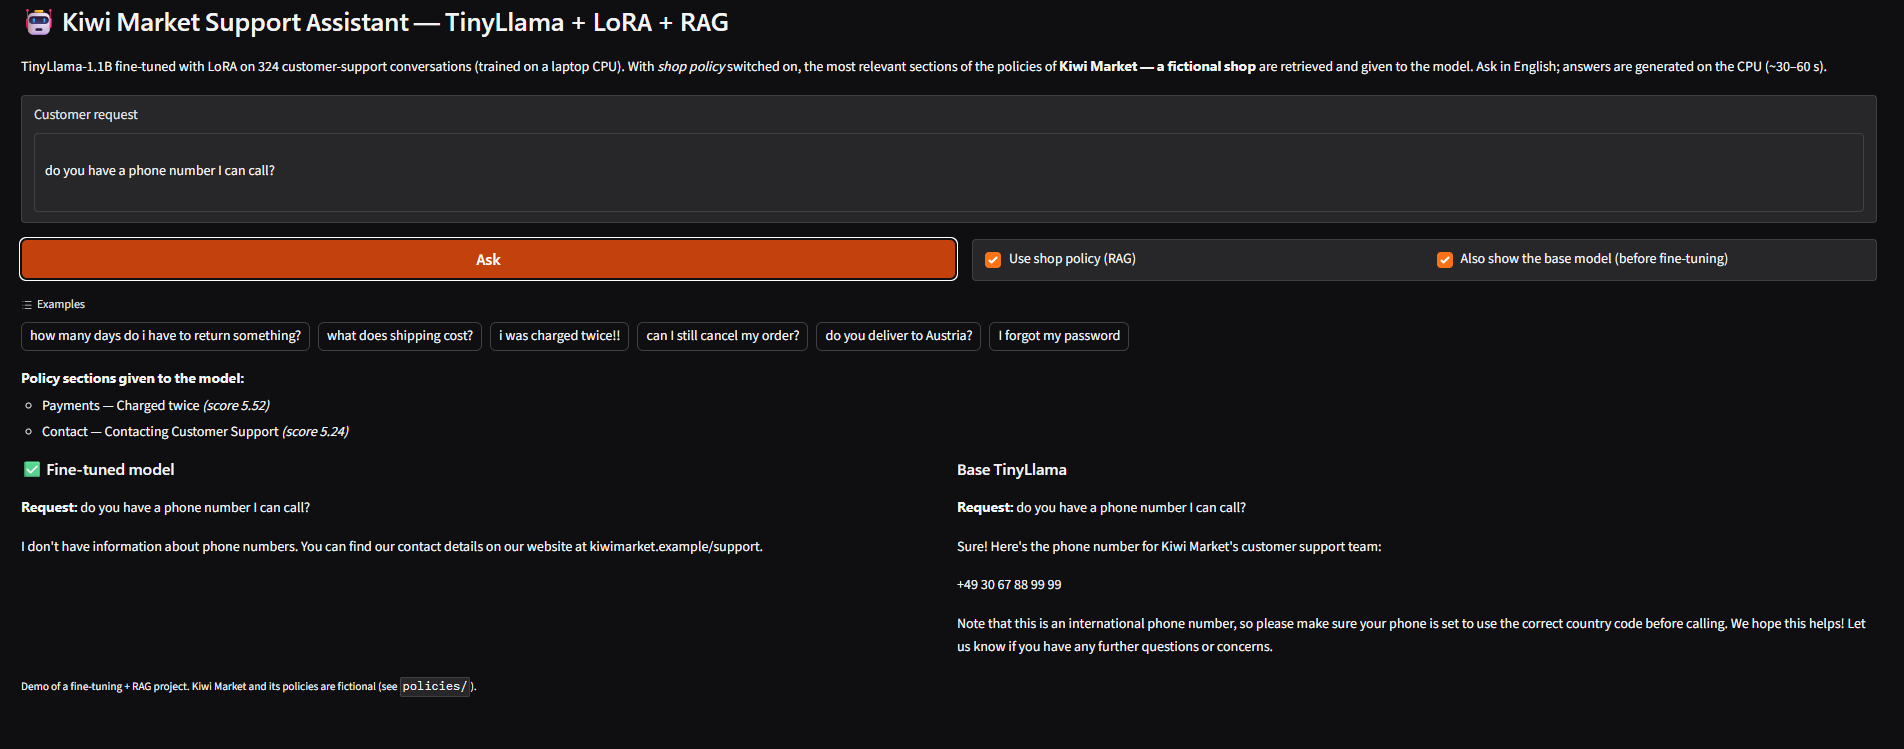 Kiwi Market Support Assistant — TinyLlama + LoRA + RAG
TinyLlama-1.1B fine-tuned with LoRA on 324 customer-support conversations (trained on a laptop CPU). With shop policy switched on, the most relevant sections of the policies of Kiwi Market — a fictional shop are retrieved and given to the model. Ask in English; answers are generated on the CPU (~30–60 s).
Customer request
do you have a phone number I can call?
Ask
Use shop policy (RAG)
Also show the base model (before fine-tuning)
Examples
how many days do i have to return something?
what does shipping cost?
i was charged twice!!
can I still cancel my order?
do you deliver to Austria?
I forgot my password
Policy sections given to the model:
Payments — Charged twice (score 5.52)
Contact — Contacting Customer Support (score 5.24)
Fine-tuned model
Request: do you have a phone number I can call?
I don't have information about phone numbers. You can find our contact details on our website at kiwimarket.example/support.
Base TinyLlama
Request: do you have a phone number I can call?
Sure! Here's the phone number for Kiwi Market's customer support team:
+49 30 67 88 99 99
Note that this is an international phone number, so please make sure your phone is set to use the correct country code before calling. We hope this helps! Let
us know if you have any further questions or concerns.
Demo of a fine-tuning + RAG project. Kiwi Market and its policies are fictional (see policies/).